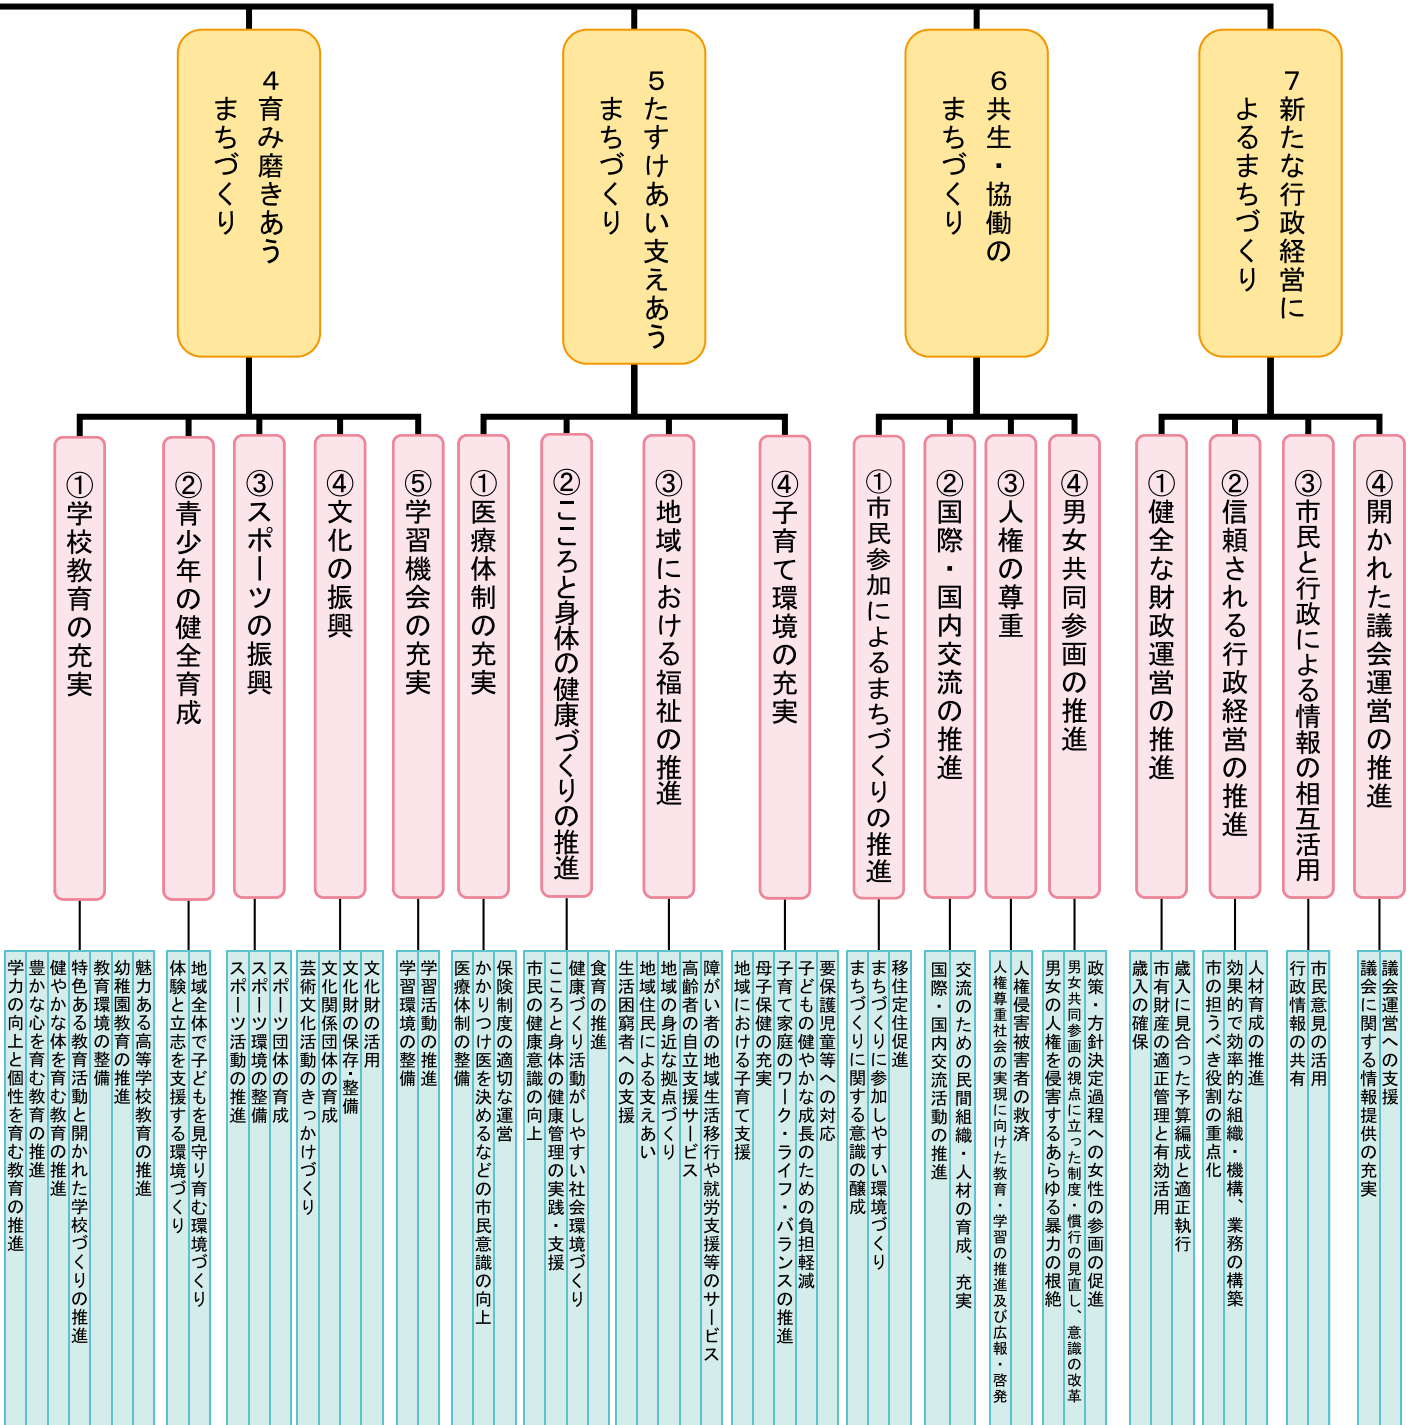 ４育み磨きあう
まちづくり
①学校教育の充実
学力の向上と個性を育む教育の推進
豊かな心を育む教育の推進
健やかな体を育む教育の推進
特色ある教育活動と開かれた学校づくりの推進
教育環境の整備
幼稚園教育の推進
魅力ある高等学校教育の推進
②青少年の健全育成
体験と立志を支援する環境づくり
地域全体で子どもを見守り育む環境づくり
③スポーツの振興
スポーツ活動の推進
スポーツ環境の整備
スポーツ団体の育成
④文化の振興
芸術文化活動のきっかけづくり
文化関係団体の育成
文化財の保存・整備
文化財の活用
⑤学習機会の充実
学習環境の整備
学習活動の推進
５たすけあい支えあう
まちづくり
①医療体制の充実
医療体制の整備
かかりつけ医を決めるなどの市民意識の向上
保険制度の適切な運営
②こころと身体の健康づくりの推進
市民の健康意識の向上
こころと身体の健康管理の実践・支援
健康づくり活動がしやすい社会環境づくり
食育の推進
③地域における福祉の推進
生活困窮者への支援
地域住民による支えあい
地域の身近な拠点づくり
高齢者の自立支援サービス
障がい者の地域生活移行や就労支援等のサービス
④子育て環境の充実
地域における子育て支援
母子保健の充実
子育て家庭のワーク・ライフ・バランスの推進
子どもの健やかな成長のための負担軽減
要保護児童等への対応
６共生・協働の
まちづくり
①市民参加によるまちづくりの推進
まちづくりに関する意識の醸成
まちづくりに参加しやすい環境づくり
移住定住促進
②国際・国内交流の推進
国際・国内交流活動の推進
交流のための民間組織・人材の育成、充実
③人権の尊重
人権尊重社会の実現に向けた教育・学習の推進及び広報・啓発
人権侵害被害者の救済
④男女共同参画の推進
男女の人権を侵害するあらゆる暴力の根絶
男女共同参画の視点に立った制度・慣行の見直し、意識の改革
政策・方針決定過程への女性の参画の促進
７新たな行政経営に
よるまちづくり
①健全な財政運営の推進
歳入の確保
市有財産の適正管理と有効活用
歳入に見合った予算編成と適正執行
②信頼される行政経営の推進
市の担うべき役割の重点化
効果的で効率的な組織・機構、業務の構築
人材育成の推進
③市民と行政による情報の相互活用
行政情報の共有
市民意見の活用
④開かれた議会運営の推進
議会に関する情報提供の充実
議会運営への支援